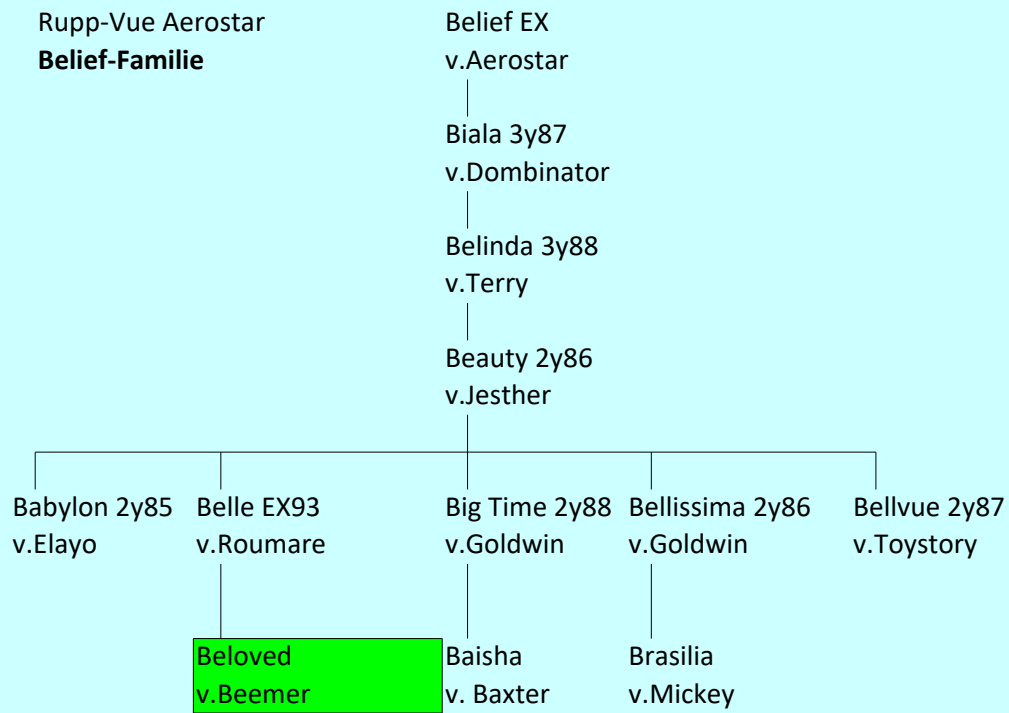 Rupp-Vue Aerostar
Belief-Familie
Belief EX
v.Aerostar
Biala 3y87
v.Dombinator
Belinda 3y88
v.Terry
Beauty 2y86
v.Jesther
Babylon 2y85
v.Elayo
Belle EX93
v.Roumare
Big Time 2y88
v.Goldwin
Bellissima 2y86
v.Goldwin
Bellvue 2y87
v.Toystory
Beloved
v.Beemer
Baisha
v. Baxter
Brasilia
v.Mickey